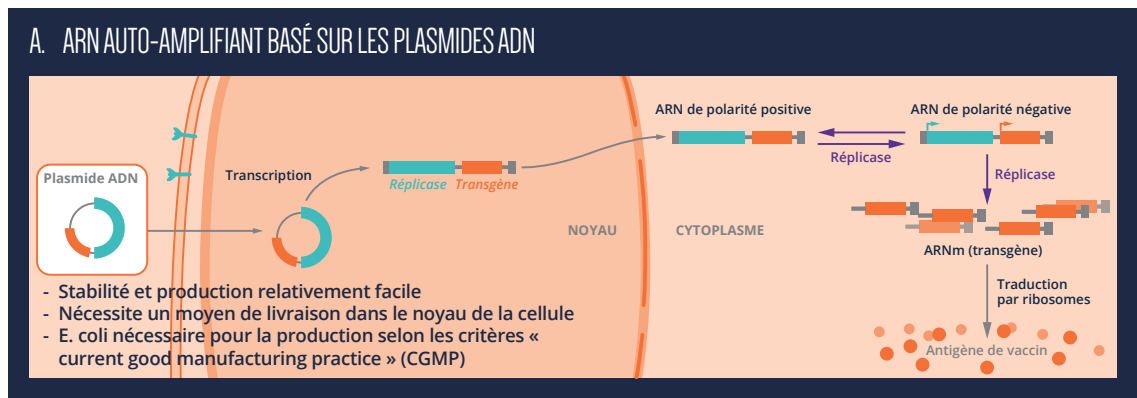 A. ARN AUTO-AMPLIFIANT BASÉ SUR LES PLASMIDES ADN
Plasmide ADN
Transcription
Réplicase Transgène
NOYAU
CYTOPLASME
ARN de polarité positive
ARN de polarité négative
Réplicase
Réplicase
ARNm (transgène)
Traduction
par ribosomes
Antigène de vaccin
- Stabilité et production relativement facile
- Nécessite un moyen de livraison dans le noyau de la cellule
- E. coli nécessaire pour la production selon les critères «
current good manufacturing practice » (CGMP)